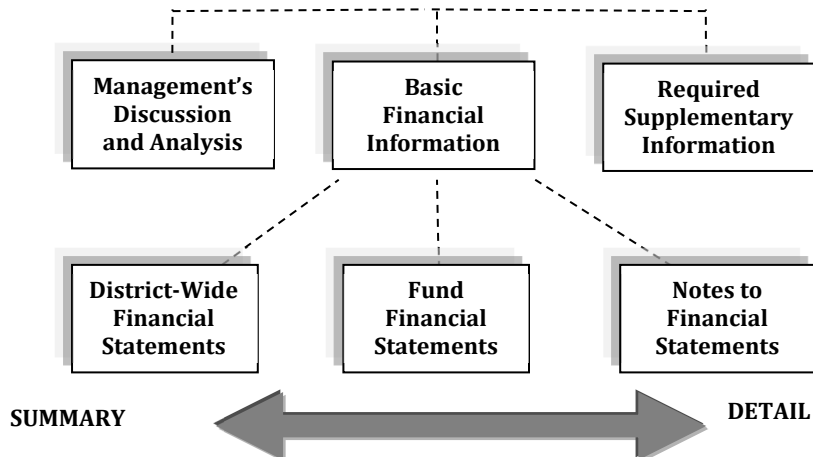 Management’s
Discussion
and Analysis
Basic
Financial
Information
Required
Supplementary
Information
District-Wide
Financial
Statements
Fund
Financial
Statements
Notes to
Financial
Statements
SUMMARY
DETAIL